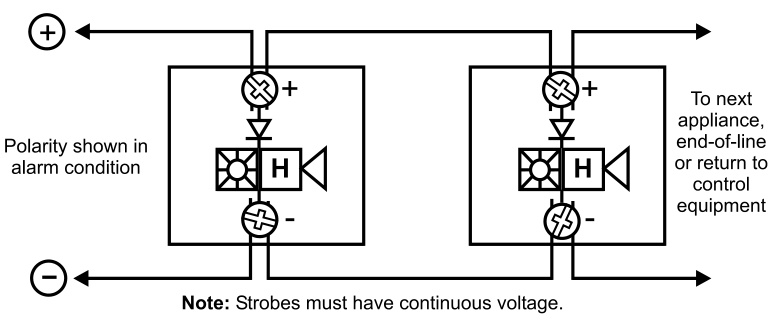 +
+
+
Polarity shown in
alarm condition
H
H
To next
appliance,
end-of-line
or return to
control
equipment
-
-
−
Note: Strobes must have continuous voltage.